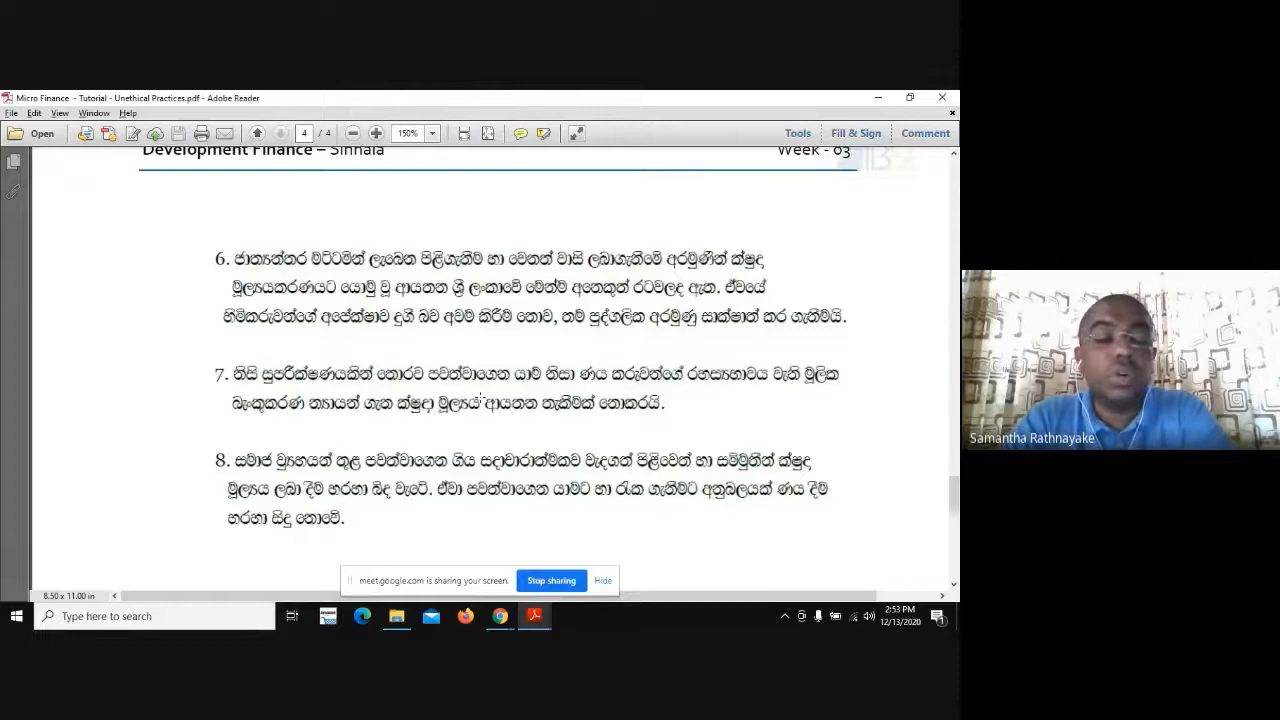 Micro Finance - Tutorial - Unethical Practices.pdf - Adobe Reader
File Edit View Window Help
Open 4 / 4 150% Tools Fill & Sign Comment
Development Finance – Sinhala Week - 03
6. ජාත්‍යන්තර මට්ටමින් ලැබෙන පිළිගැනීම් හා වෙනත් වාසි ලබාගැනීමේ අරමුණින් ක්ෂුද්‍ර
මූල්‍යයකරණයට යොමු වූ ආයතන ශ්‍රී ලංකාවේ මෙන්ම අනෙකුත් රටවලද ඇත. ඒවයේ
හිමිකරුවන්ගේ අපේක්ෂාව දුගී බව අවම කිරීම නොව, තම පුද්ගලික අරමුණු සාක්ෂාත් කර ගැනීමයි.
7. නිසි සුපරීක්ෂණයකින් තොරව පවත්වාගෙන යාම නිසා ණය කරුවන්ගේ රහස්‍යභාවය වැනි මූලික
බැංකුකරණ න්‍යායන් ගැන ක්ෂුද්‍ර මූල්‍යය ආයතන තැකීමක් නොකරයි.
8. සමාජ ව්‍යුහයන් තුළ පවත්වාගෙන ගිය සදාචාරාත්මකව වැදගත් පිළිවෙත් හා සම්මුතීන් ක්ෂුද්‍ර
මූල්‍යය ලබා දීම හරහා බිද වැටේ. ඒවා පවත්වාගෙන යාමට හා රැක ගැනීමට අනුබලයක් ණය දීම
හරහා සිදු නොවේ.
Samantha Rathnayake
meet.google.com is sharing your screen. Stop sharing Hide
8.50 x 11.00 in
Type here to search
2:53 PM
12/13/2020